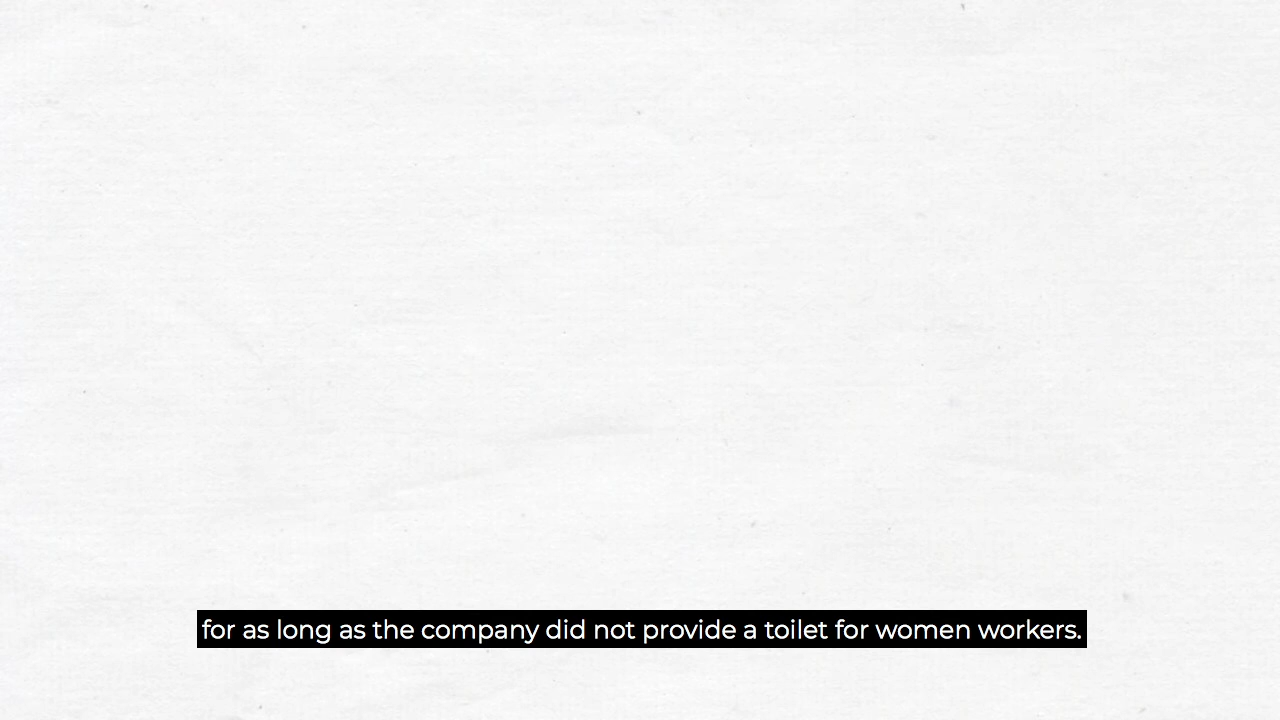 for as long as the company did not provide a toilet for women workers.